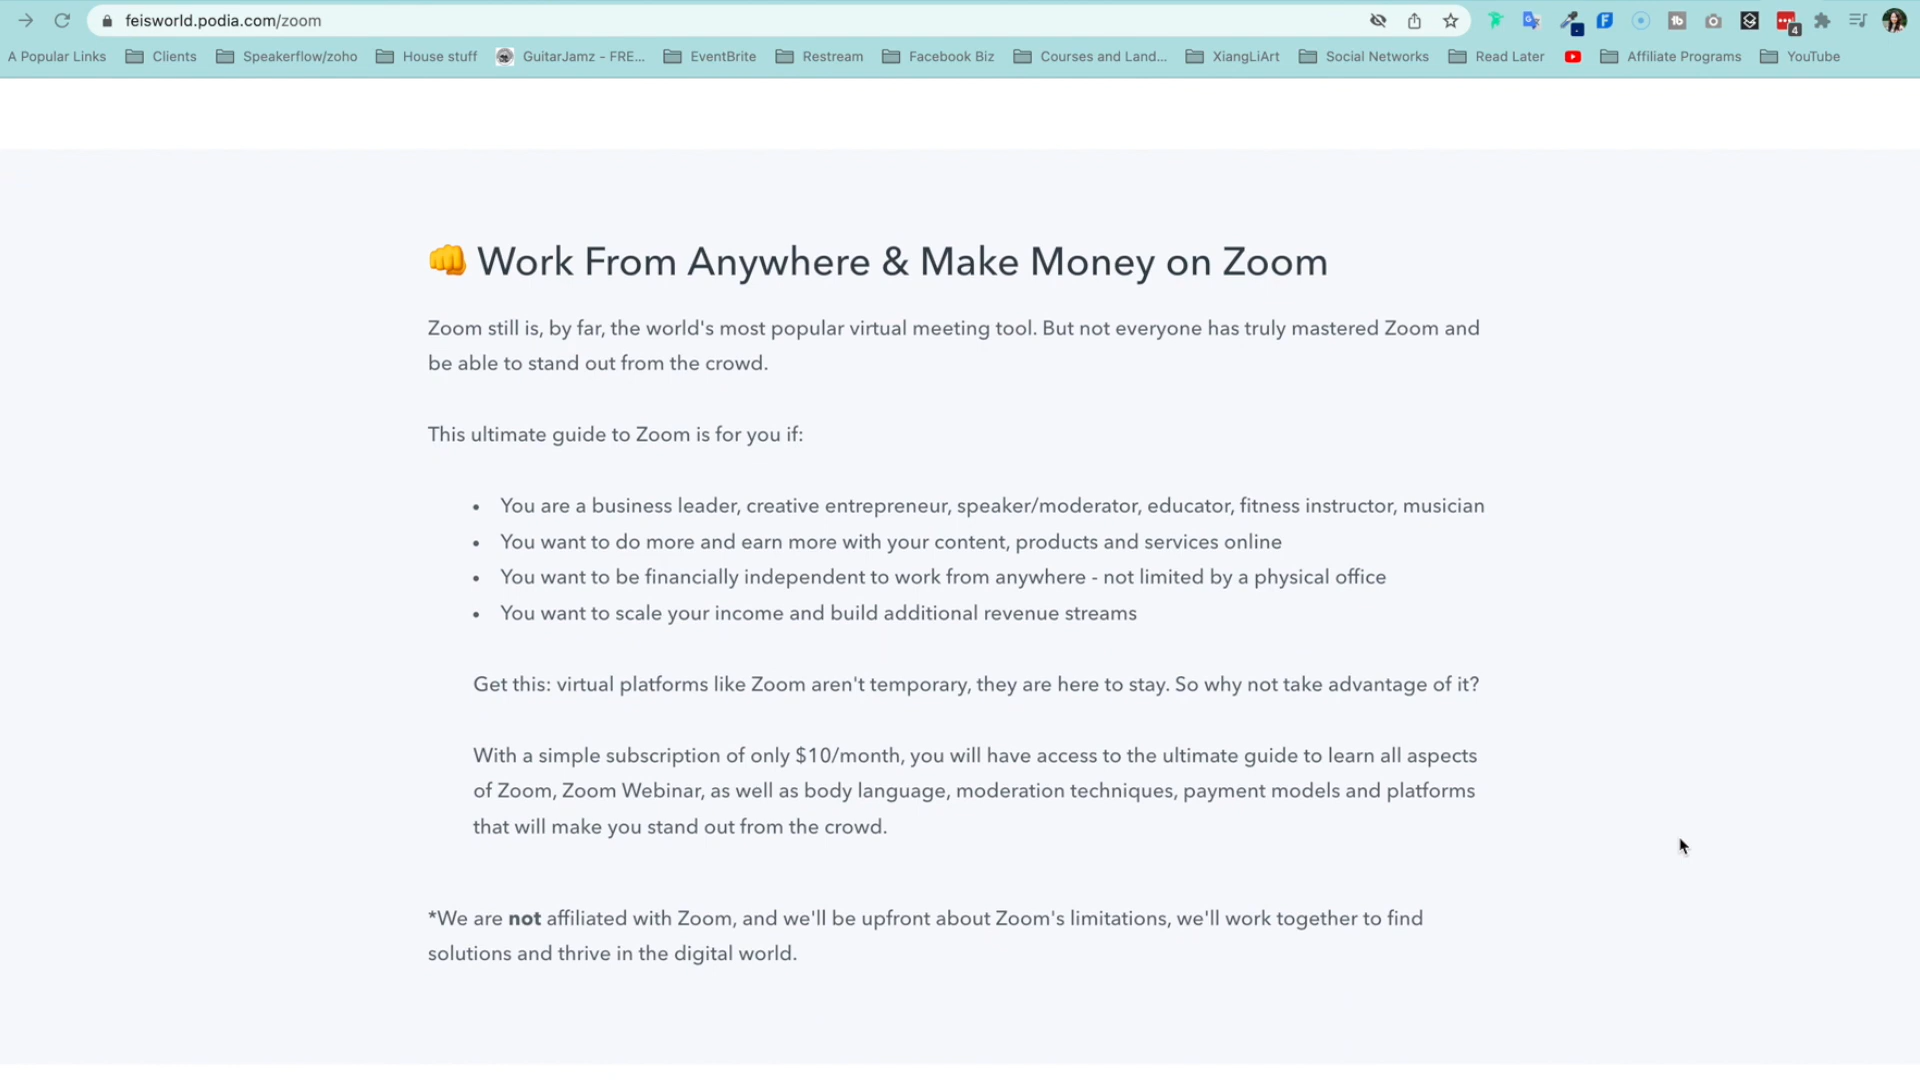 feisworld.podia.com/zoom
A Popular Links Clients Speakerflow/zoho House stuff GuitarJamz - FRE... EventBrite Restream Facebook Biz Courses and Land... XiangLiArt Social Networks Read Later Affiliate Programs YouTube
👊 Work From Anywhere & Make Money on Zoom
Zoom still is, by far, the world's most popular virtual meeting tool. But not everyone has truly mastered Zoom and
be able to stand out from the crowd.
This ultimate guide to Zoom is for you if:
• You are a business leader, creative entrepreneur, speaker/moderator, educator, fitness instructor, musician
• You want to do more and earn more with your content, products and services online
• You want to be financially independent to work from anywhere - not limited by a physical office
• You want to scale your income and build additional revenue streams
Get this: virtual platforms like Zoom aren't temporary, they are here to stay. So why not take advantage of it?
With a simple subscription of only $10/month, you will have access to the ultimate guide to learn all aspects
of Zoom, Zoom Webinar, as well as body language, moderation techniques, payment models and platforms
that will make you stand out from the crowd.
*We are not affiliated with Zoom, and we'll be upfront about Zoom's limitations, we'll work together to find
solutions and thrive in the digital world.